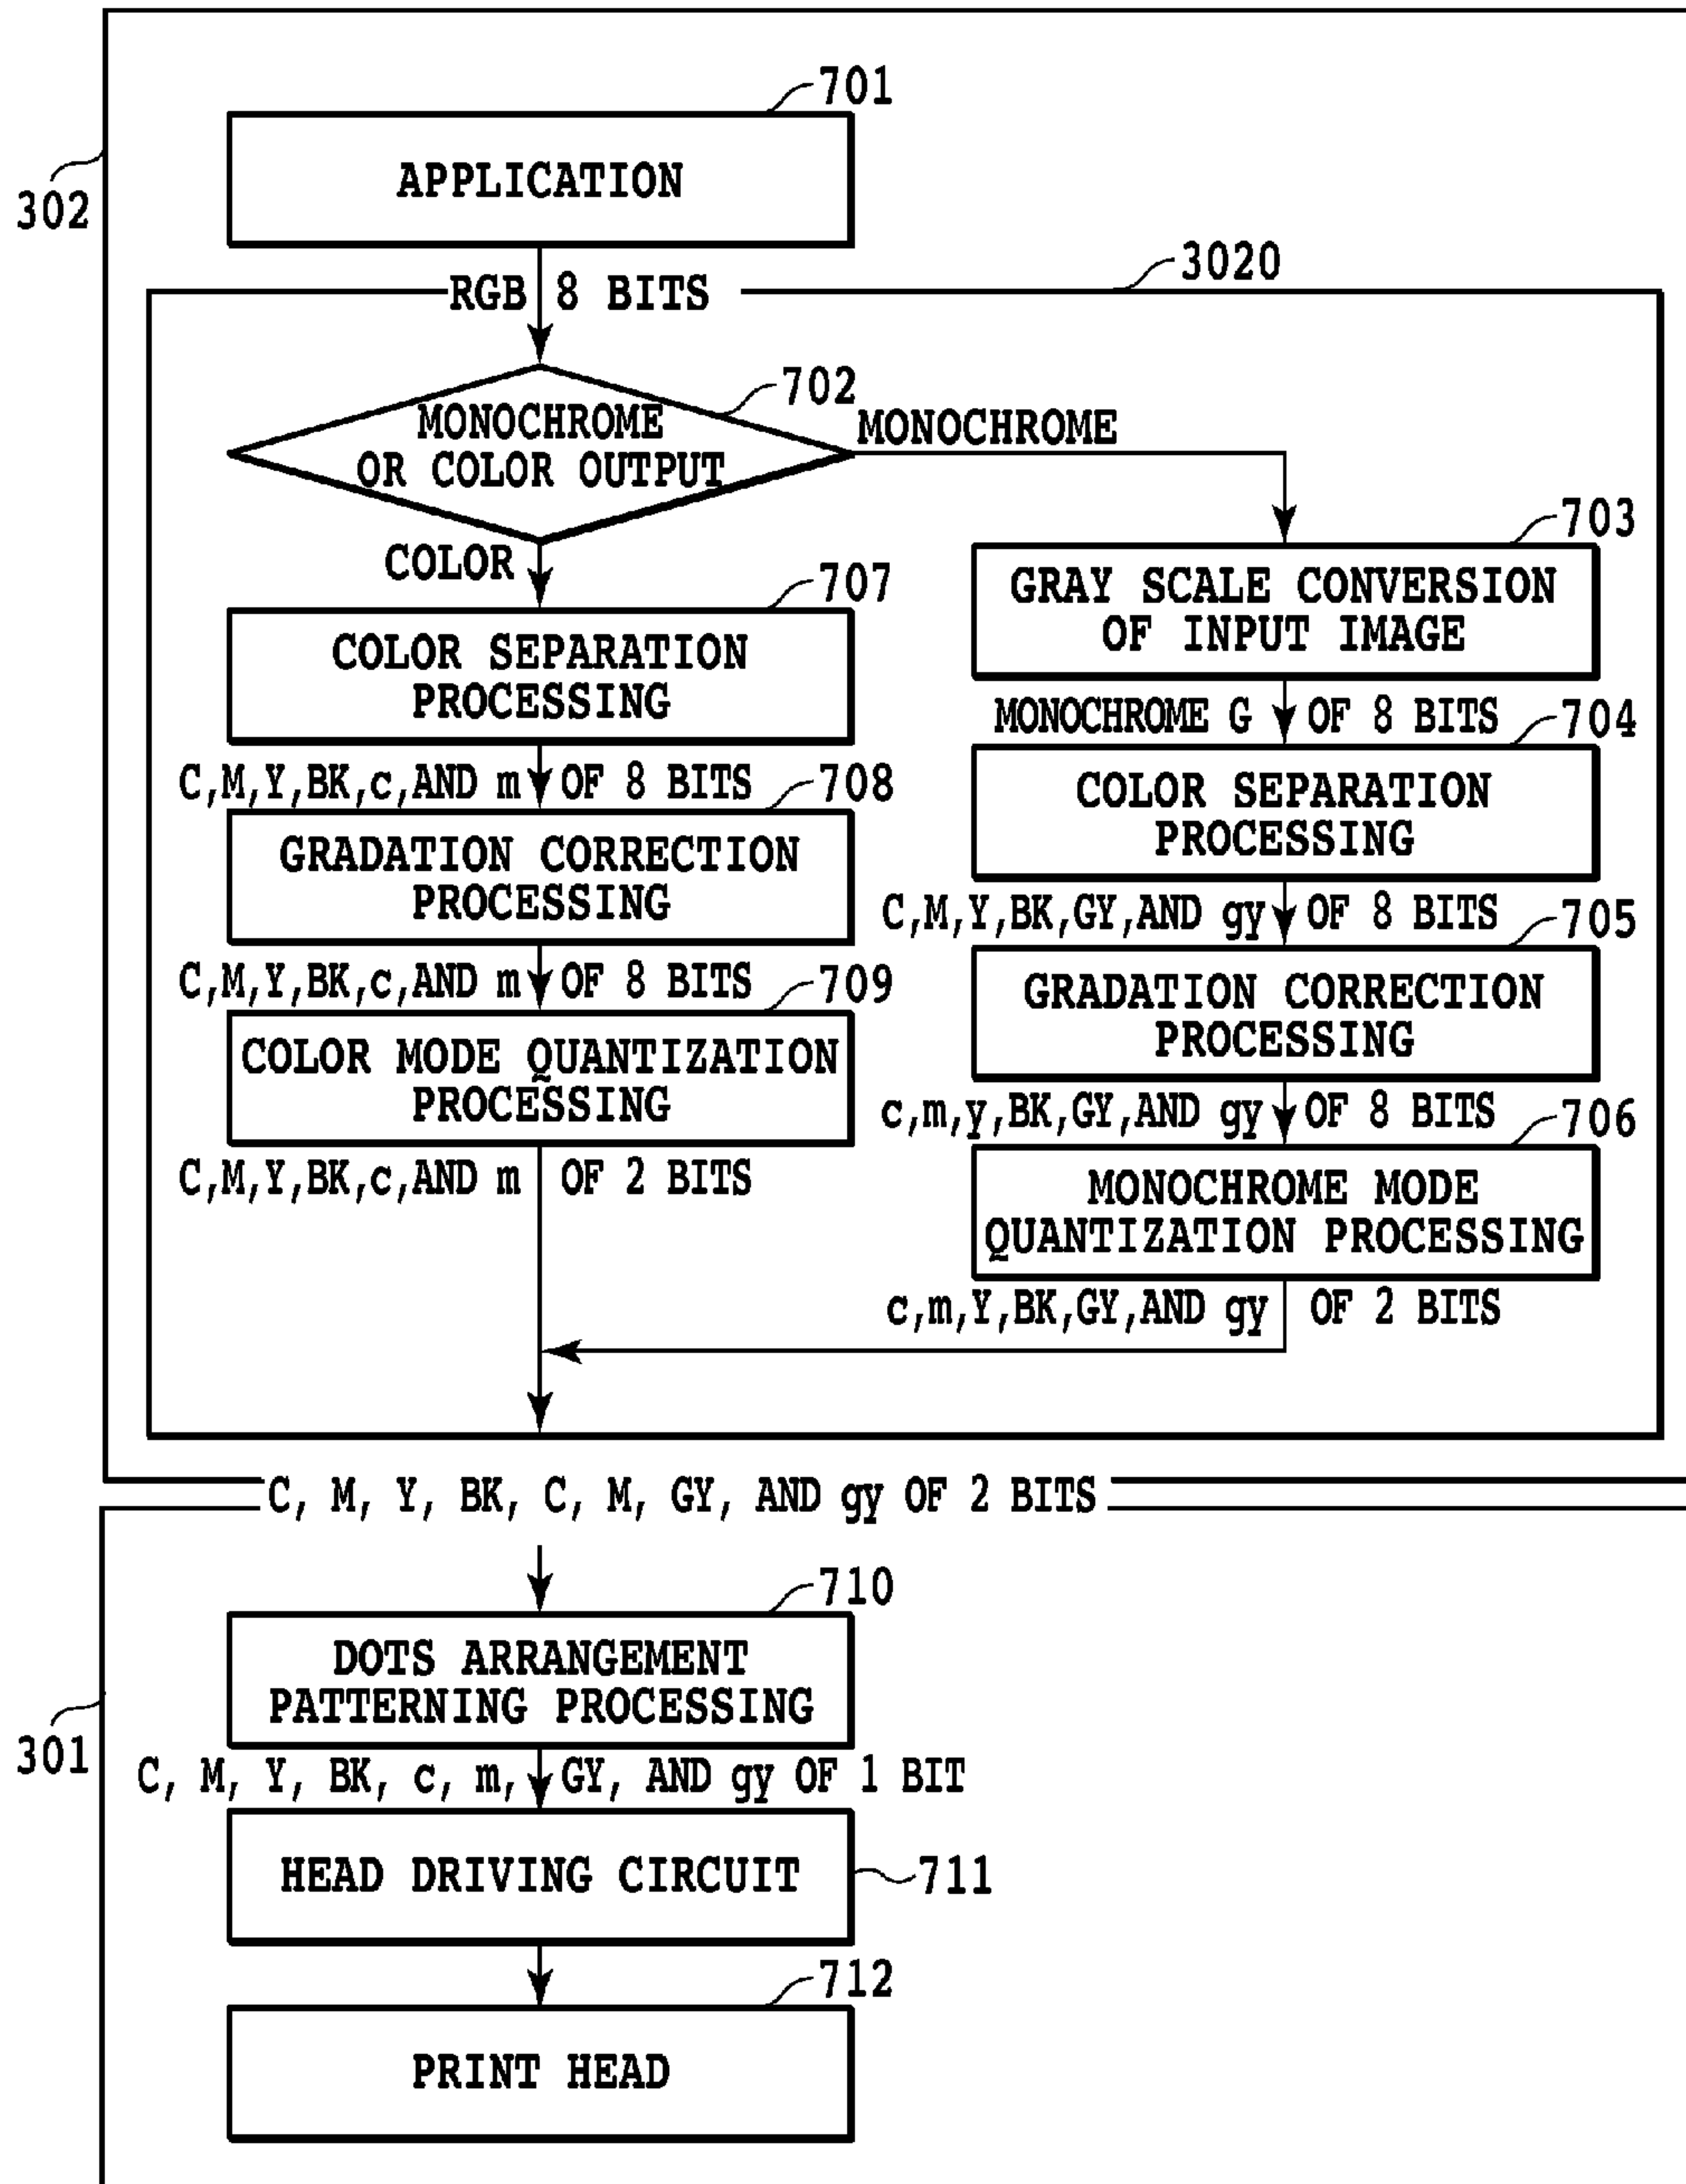 701
APPLICATION
302
3020
RGB 8 BITS
702
MONOCHROME
OR COLOR OUTPUT
MONOCHROME
COLOR
703
GRAY SCALE CONVERSION
OF INPUT IMAGE
707
COLOR SEPARATION
PROCESSING
MONOCHROME G OF 8 BITS
704
COLOR SEPARATION
PROCESSING
C,M,Y,BK,c,AND m OF 8 BITS
708
GRADATION CORRECTION
PROCESSING
C,M,Y,BK,GY,AND gy OF 8 BITS
705
GRADATION CORRECTION
PROCESSING
C,M,Y,BK,c,AND m OF 8 BITS
709
COLOR MODE QUANTIZATION
PROCESSING
c,m,y,BK,GY,AND gy OF 8 BITS
706
MONOCHROME MODE
QUANTIZATION PROCESSING
C,M,Y,BK,c,AND m OF 2 BITS
c,m,Y,BK,GY,AND gy OF 2 BITS
C, M, Y, BK, C, M, GY, AND gy OF 2 BITS
710
DOTS ARRANGEMENT
PATTERNING PROCESSING
301
C, M, Y, BK, c, m, GY, AND gy OF 1 BIT
HEAD DRIVING CIRCUIT
711
712
PRINT HEAD